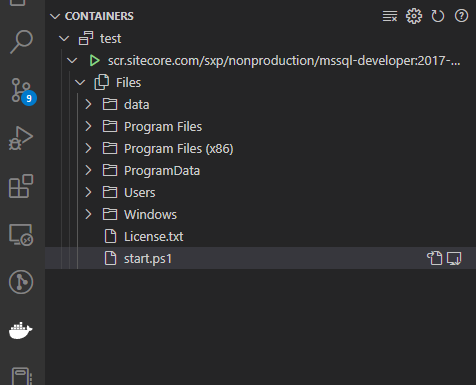 CONTAINERS
test
scr.sitecore.com/sxp/nonproduction/mssql-developer:2017-...
Files
data
Program Files
Program Files (x86)
ProgramData
Users
Windows
License.txt
start.ps1
9